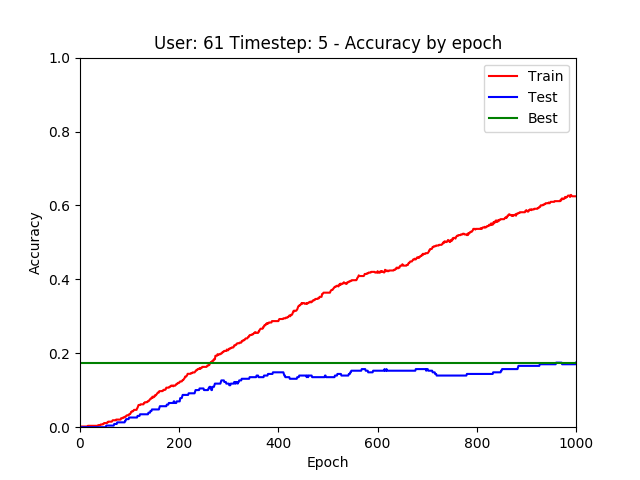 User: 61 Timestep: 5 - Accuracy by epoch
1.0
0.8
0.6
0.4
0.2
0.0
Accuracy
Train
Test
Best
0 200 400 600 800 1000
Epoch